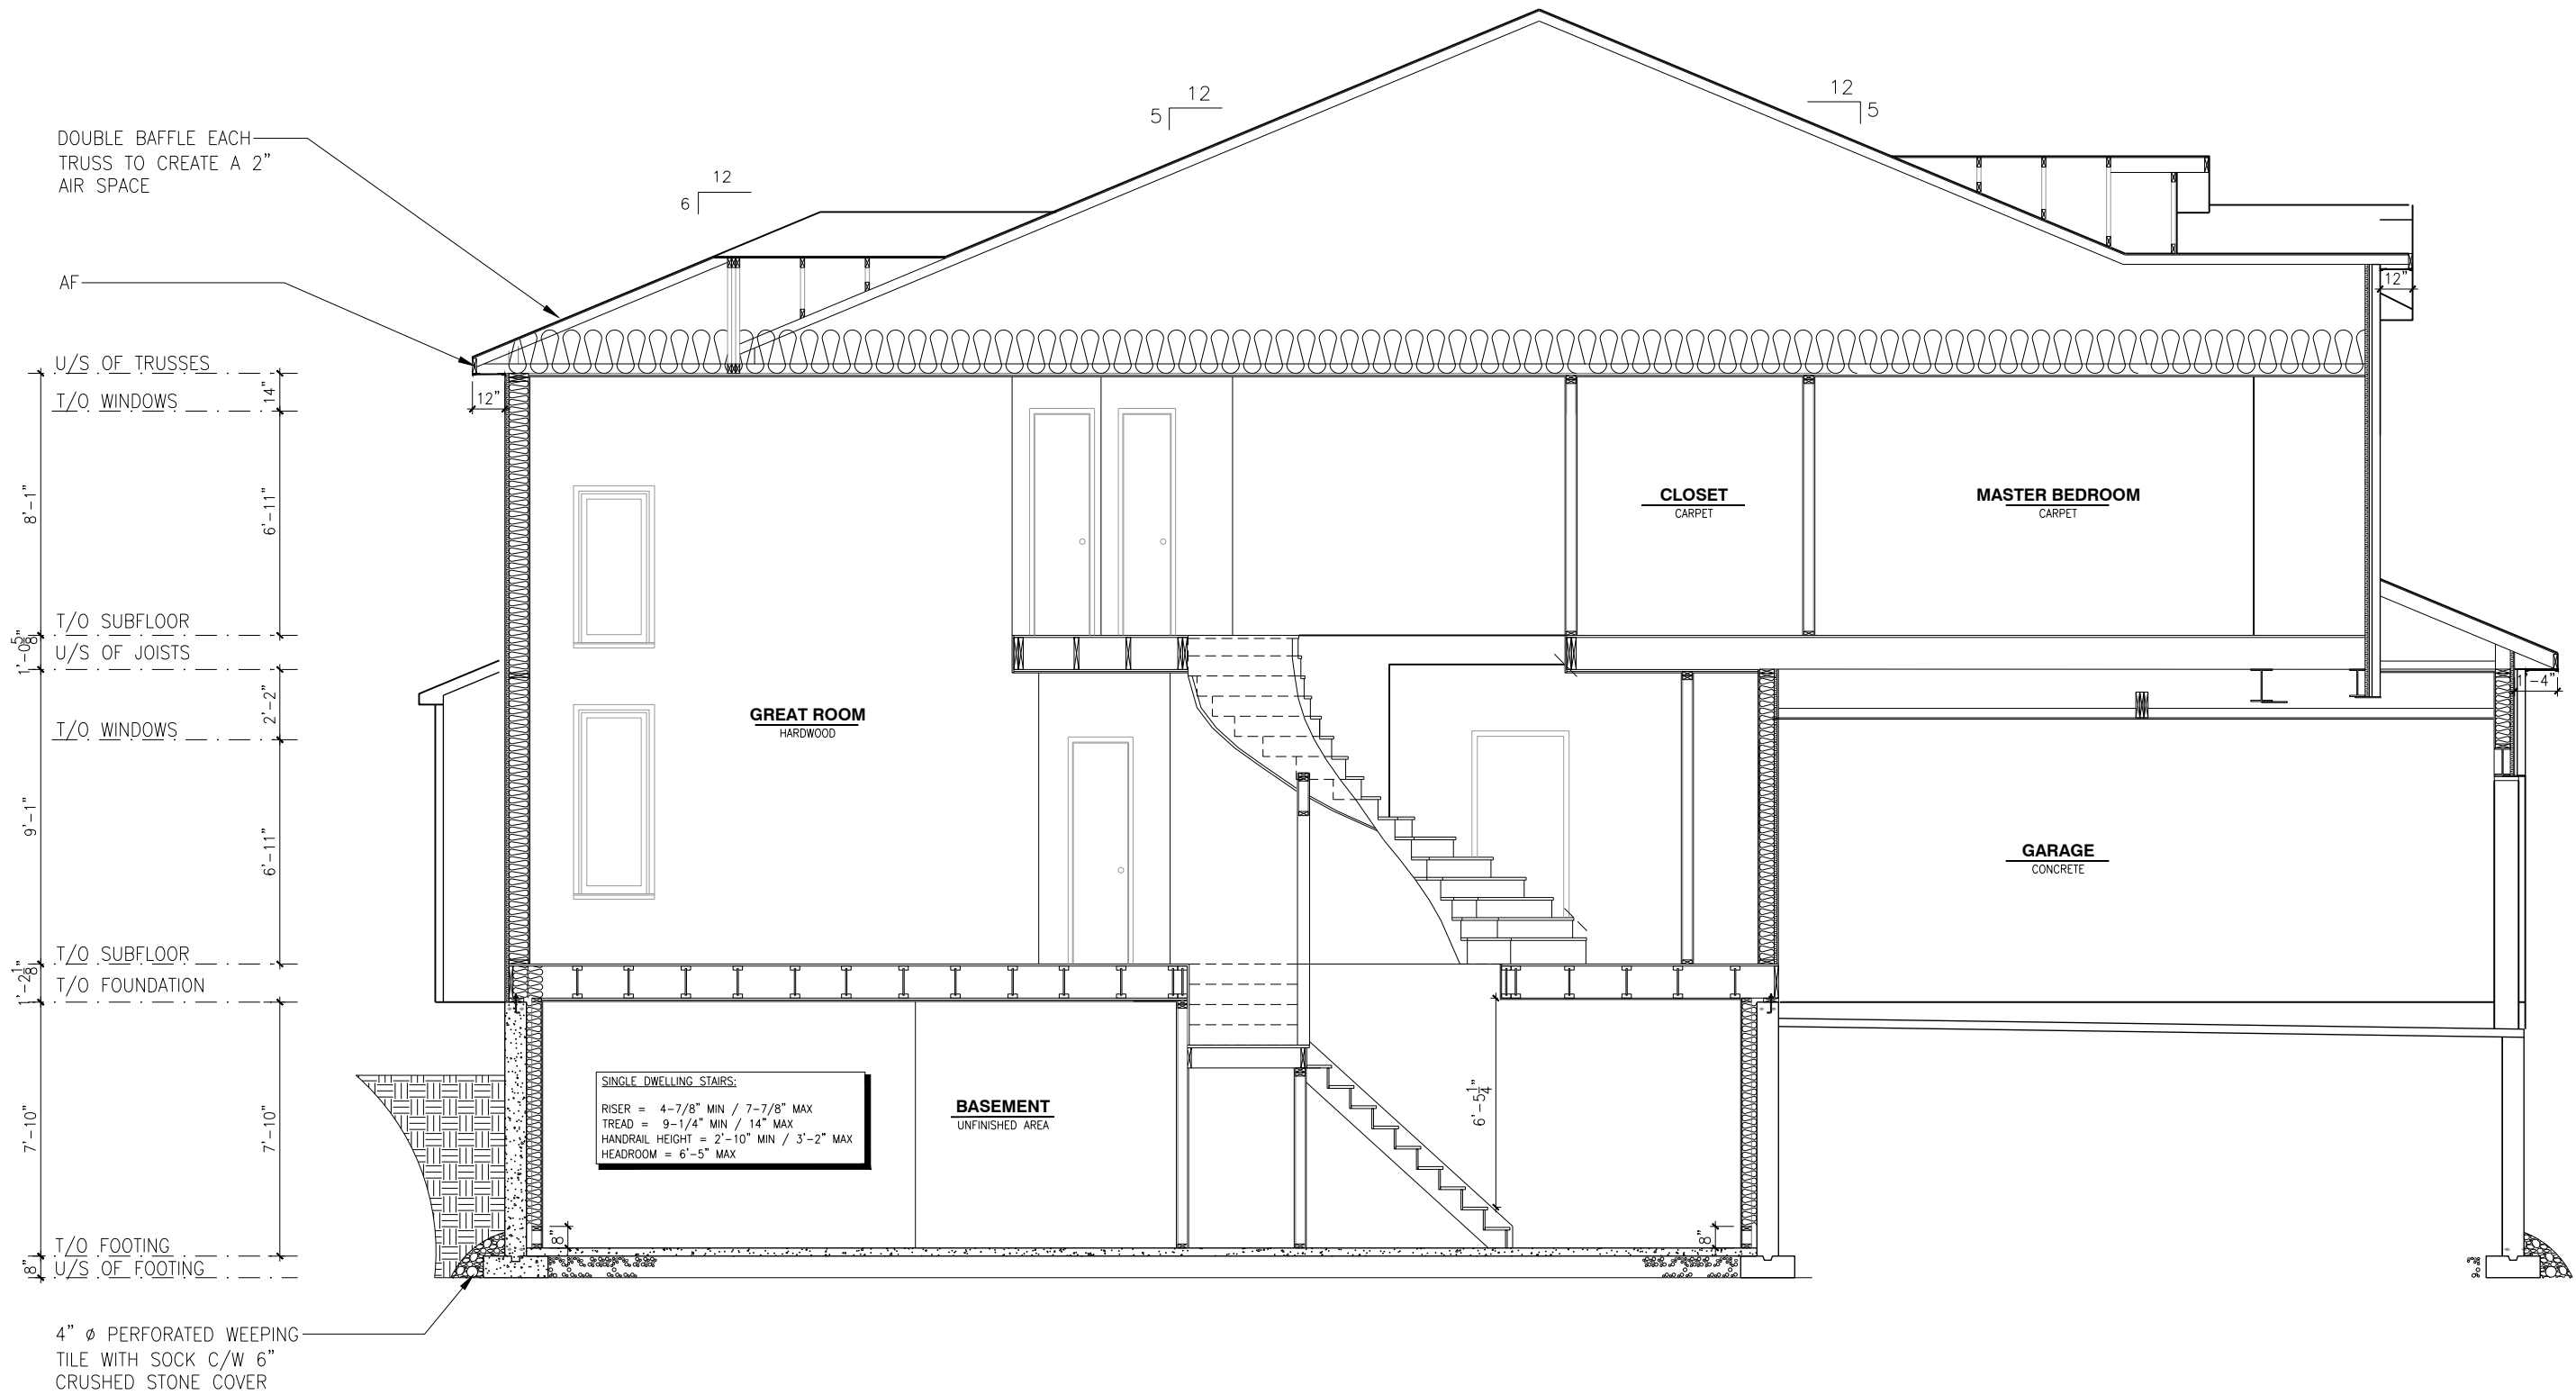 12
5
12
5
DOUBLE BAFFLE EACH
TRUSS TO CREATE A 2"
AIR SPACE
12
6
AF
12"
U/S OF TRUSSES
T/O WINDOWS
14"
12"
8'-1"
6'-11"
CLOSET
CARPET
MASTER BEDROOM
CARPET
T/O SUBFLOOR
1'-0 5/8"
U/S OF JOISTS
1'-4"
2'-2"
T/O WINDOWS
GREAT ROOM
HARDWOOD
9'-1"
6'-11"
GARAGE
CONCRETE
T/O SUBFLOOR
1'-2 1/8"
T/O FOUNDATION
SINGLE DWELLING STAIRS:
RISER = 4-7/8" MIN / 7-7/8" MAX
TREAD = 9-1/4" MIN / 14" MAX
HANDRAIL HEIGHT = 2'-10" MIN / 3'-2" MAX
HEADROOM = 6'-5" MAX
BASEMENT
UNFINISHED AREA
6'-5 1/4"
7'-10"
7'-10"
8"
8"
T/O FOOTING
8"
U/S OF FOOTING
4" ø PERFORATED WEEPING
TILE WITH SOCK C/W 6"
CRUSHED STONE COVER